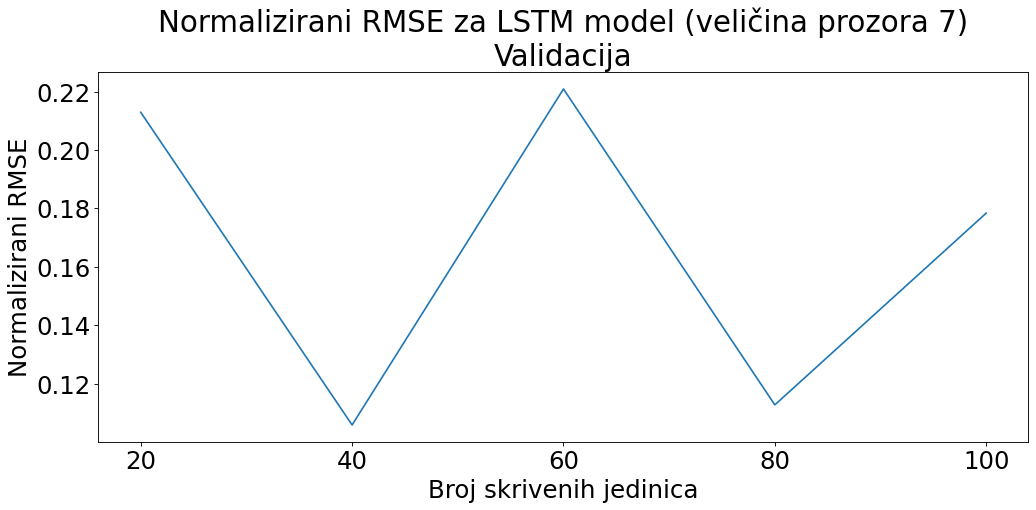 Normalizirani RMSE za LSTM model (veličina prozora 7)
Validacija
Normalizirani RMSE
0.22
0.20
0.18
0.16
0.14
0.12
20 40 60 80 100
Broj skrivenih jedinica